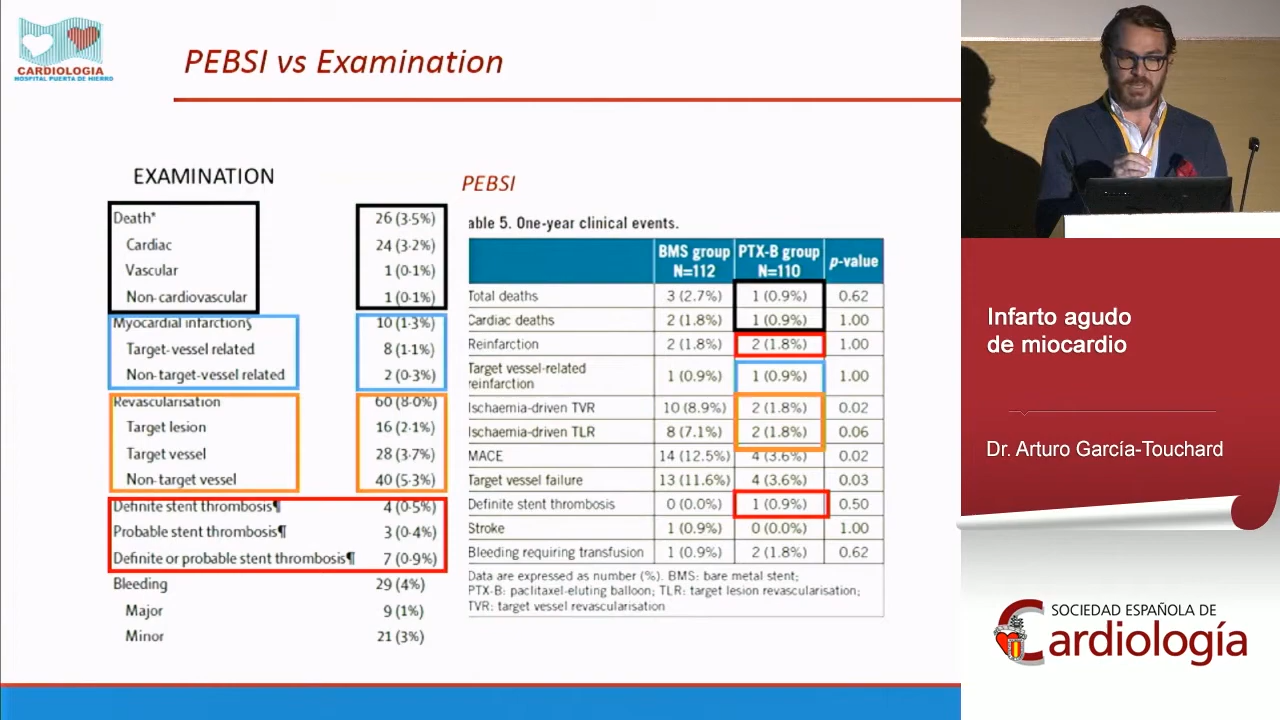 CARDIOLOGIA
HOSPITAL PUERTA DE HIERRO
PEBSI vs Examination
EXAMINATION
Death* 26 (3·5%)
Cardiac 24 (3·2%)
Vascular 1 (0·1%)
Non-cardiovascular 1 (0·1%)
Myocardial infarction§ 10 (1·3%)
Target-vessel related 8 (1·1%)
Non-target-vessel related 2 (0·3%)
Revascularisation 60 (8·0%)
Target lesion 16 (2·1%)
Target vessel 28 (3·7%)
Non-target vessel 40 (5·3%)
Definite stent thrombosis¶ 4 (0·5%)
Probable stent thrombosis¶ 3 (0·4%)
Definite or probable stent thrombosis¶ 7 (0·9%)
Bleeding 29 (4%)
Major 9 (1%)
Minor 21 (3%)
PEBSI
able 5. One-year clinical events.
BMS group N=112 PTX-B group N=110 p-value
Total deaths 3 (2.7%) 1 (0.9%) 0.62
Cardiac deaths 2 (1.8%) 1 (0.9%) 1.00
Reinfarction 2 (1.8%) 2 (1.8%) 1.00
Target vessel-related
reinfarction 1 (0.9%) 1 (0.9%) 1.00
Ischaemia-driven TVR 10 (8.9%) 2 (1.8%) 0.02
Ischaemia-driven TLR 8 (7.1%) 2 (1.8%) 0.06
MACE 14 (12.5%) 4 (3.6%) 0.02
Target vessel failure 13 (11.6%) 4 (3.6%) 0.03
Definite stent thrombosis 0 (0.0%) 1 (0.9%) 0.50
Stroke 1 (0.9%) 0 (0.0%) 1.00
Bleeding requiring transfusion 1 (0.9%) 2 (1.8%) 0.62
Data are expressed as number (%). BMS: bare metal stent;
PTX-B: paclitaxel-eluting balloon; TLR: target lesion revascularisation;
TVR: target vessel revascularisation
Infarto agudo
de miocardio
Dr. Arturo García-Touchard
SOCIEDAD ESPAÑOLA DE
Cardiología